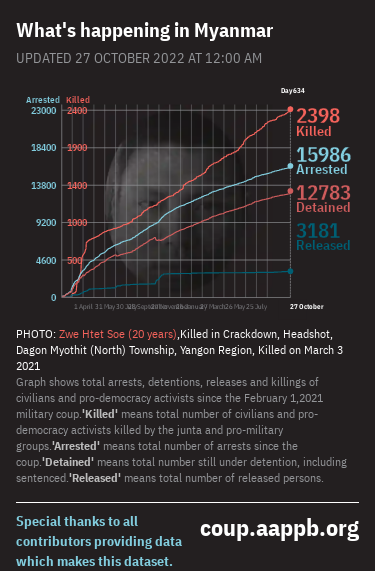 What's happening in Myanmar
UPDATED 27 OCTOBER 2022 AT 12:00 AM
Day634
Arrested Killed
23000 2400
2398
Killed
18400 1900
15986
Arrested
13800 1400
12783
Detained
9200 1000
3181
Released
4600 500
0
1 April 31 May 30 July 27 October
PHOTO: Zwe Htet Soe (20 years),Killed in Crackdown, Headshot,
Dagon Myothit (North) Township, Yangon Region, Killed on March 3
2021
Graph shows total arrests, detentions, releases and killings of
civilians and pro-democracy activists since the February 1,2021
military coup.'Killed' means total number of civilians and pro-
democracy activists killed by the junta and pro-military
groups.'Arrested' means total number of arrests since the
coup.'Detained' means total number still under detention, including
sentenced.'Released' means total number of released persons.
Special thanks to all
contributors providing data
which makes this dataset.
coup.aappb.org